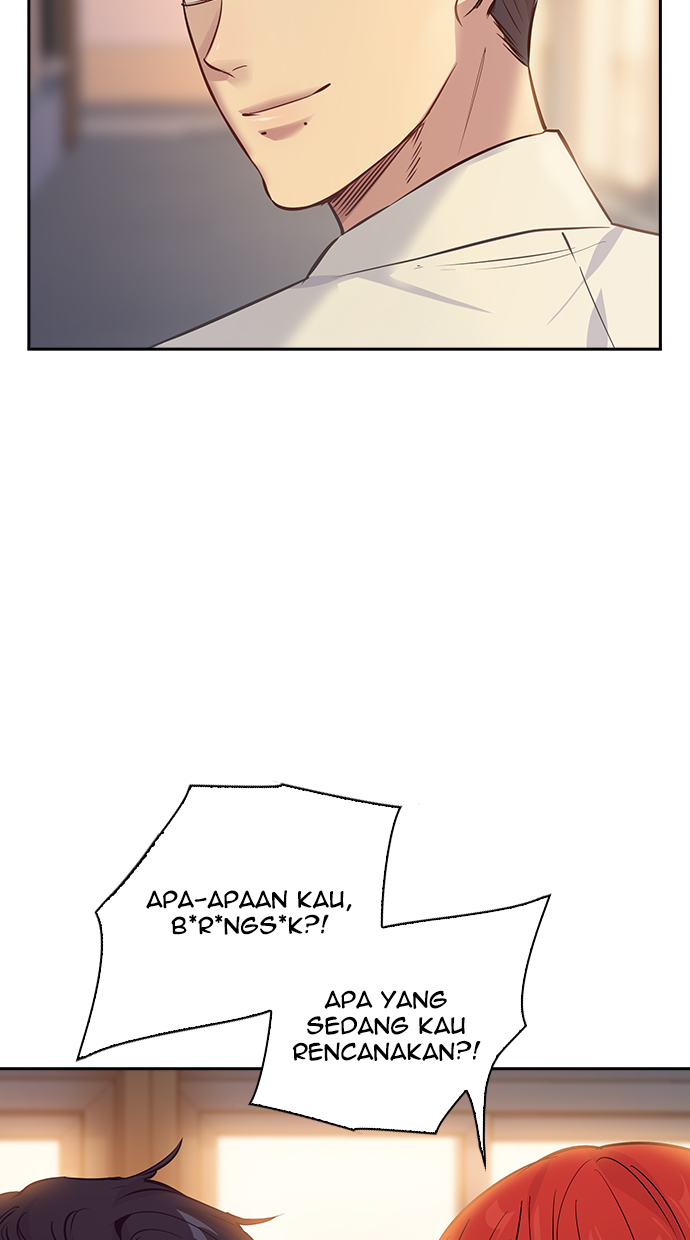 APA-APAAN KAU,
B*R*NGS*K?!
APA YANG
SEDANG KAU
RENCANAKAN?!